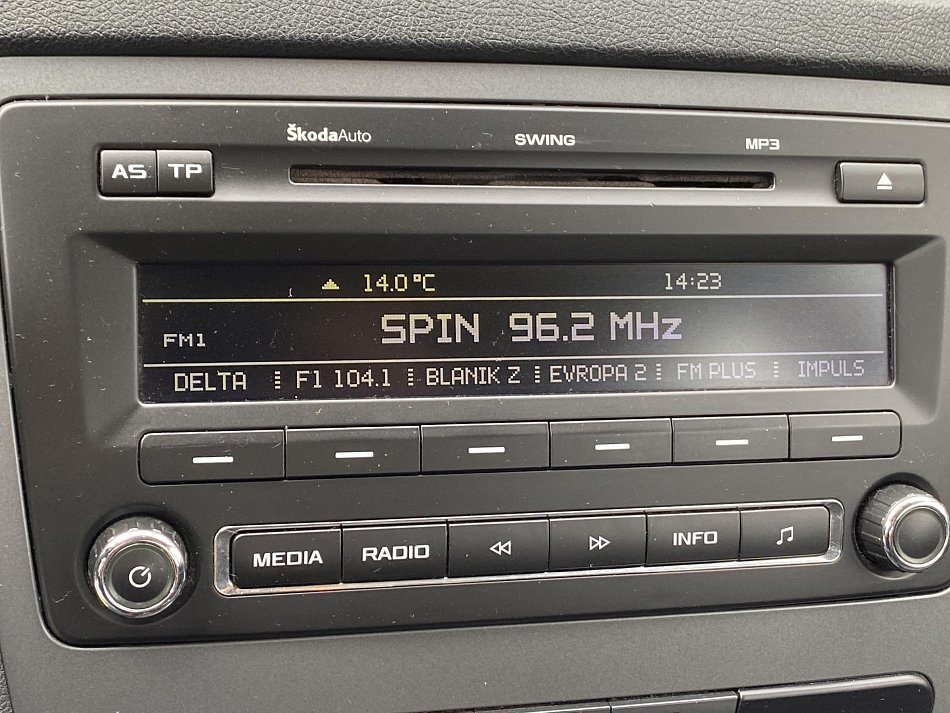 ŠkodaAuto SWING MP3
AS TP
14.0 °C 14:23
FM1 SPIN 96.2 MHz
DELTA F1 104.1 BLANIK Z EVROPA 2 FM PLUS IMPULS
MEDIA RADIO INFO